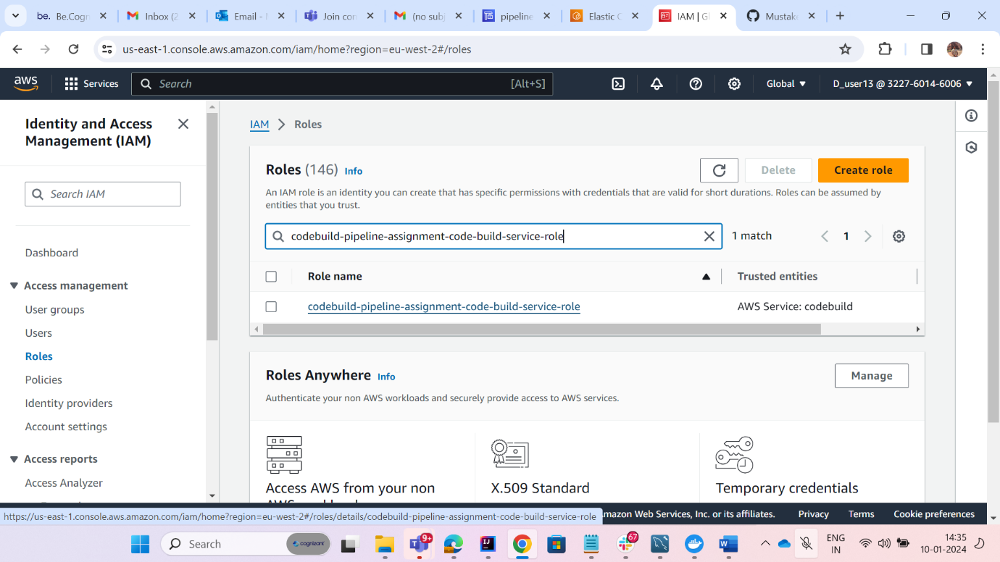 be. Be.Cogn
Inbox (2
Email -
Join con
(no subj
pipeline
Elastic C
IAM | Gl
Mustak
us-east-1.console.aws.amazon.com/iam/home?region=eu-west-2#/roles
aws
Services
Search
[Alt+S]
Global
D_user13 @ 3227-6014-6006
Identity and Access
Management (IAM)
Search IAM
Dashboard
Access management
User groups
Users
Roles
Policies
Identity providers
Account settings
Access reports
Access Analyzer
IAM > Roles
Roles (146) Info
Delete
Create role
An IAM role is an identity you can create that has specific permissions with credentials that are valid for short durations. Roles can be assumed by
entities that you trust.
codebuild-pipeline-assignment-code-build-service-role
1 match
1
Role name
Trusted entities
codebuild-pipeline-assignment-code-build-service-role
AWS Service: codebuild
Roles Anywhere Info
Manage
Authenticate your non AWS workloads and securely provide access to AWS services.
Access AWS from your non
X.509 Standard
Temporary credentials
https://us-east-1.console.aws.amazon.com/iam/home?region=eu-west-2#/roles/details/codebuild-pipeline-assignment-code-build-service-role
mazon Web Services, Inc. or its affiliates.
Privacy
Terms
Cookie preferences
Search
cognizant
9+
67
ENG
IN
14:35
10-01-2024